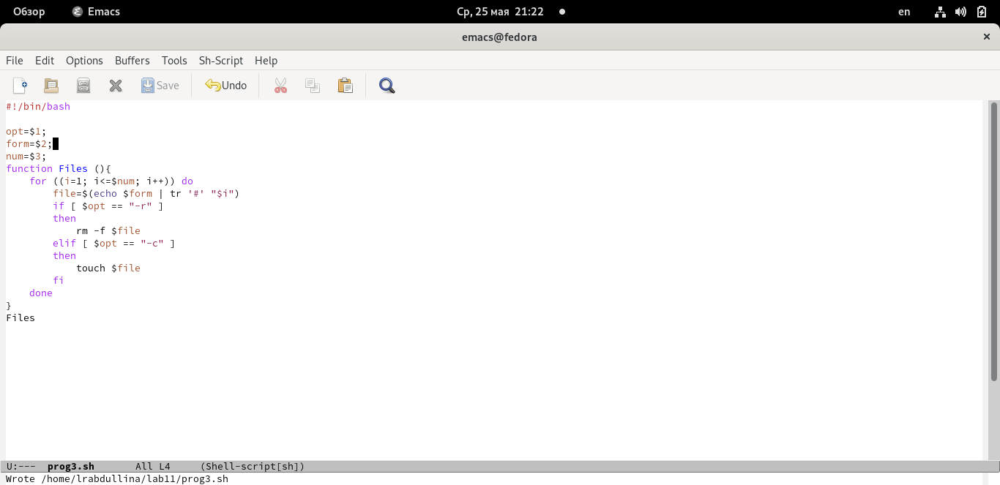 Обзор Emacs Ср, 25 мая 21:22 en
emacs@fedora
File Edit Options Buffers Tools Sh-Script Help
Save Undo
#!/bin/bash
opt=$1;
form=$2;
num=$3;
function Files (){
    for ((i=1; i<=$num; i++)) do
        file=$(echo $form | tr '#' "$i")
        if [ $opt == "-r" ]
        then
            rm -f $file
        elif [ $opt == "-c" ]
        then
            touch $file
        fi
    done
}
Files
U:--- prog3.sh All L4 (Shell-script[sh])
Wrote /home/lrabdullina/lab11/prog3.sh